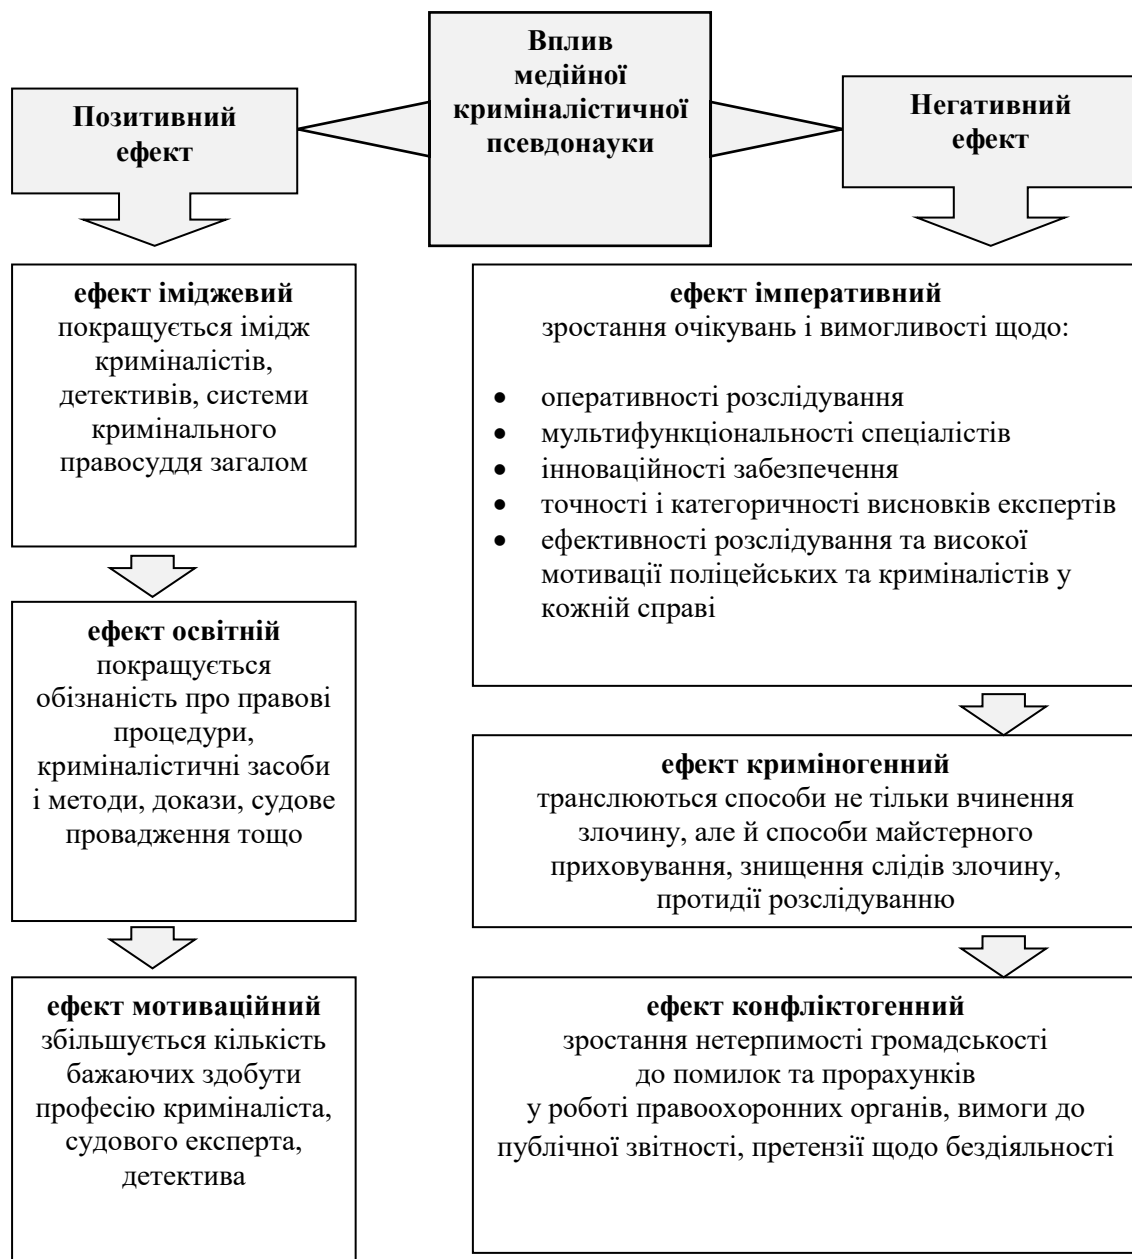 Вплив
медійної
криміналістичної
псевдонауки
Позитивний
ефект
Негативний
ефект
ефект іміджевий
покращується імідж
криміналістів,
детективів, системи
кримінального
правосуддя загалом
ефект освітній
покращується
обізнаність про правові
процедури,
криміналістичні засоби
і методи, докази, судове
провадження тощо
ефект мотиваційний
збільшується кількість
бажаючих здобути
професію криміналіста,
судового експерта,
детектива
ефект імперативний
зростання очікувань і вимогливості щодо:
• оперативності розслідування
• мультифункціональності спеціалістів
• інноваційності забезпечення
• точності і категоричності висновків експертів
• ефективності розслідування та високої
мотивації поліцейських та криміналістів у
кожній справі
ефект криміногенний
транслюються способи не тільки вчинення
злочину, але й способи майстерного
приховування, знищення слідів злочину,
протидії розслідуванню
ефект конфліктогенний
зростання нетерпимості громадськості
до помилок та прорахунків
у роботі правоохоронних органів, вимоги до
публічної звітності, претензії щодо бездіяльності